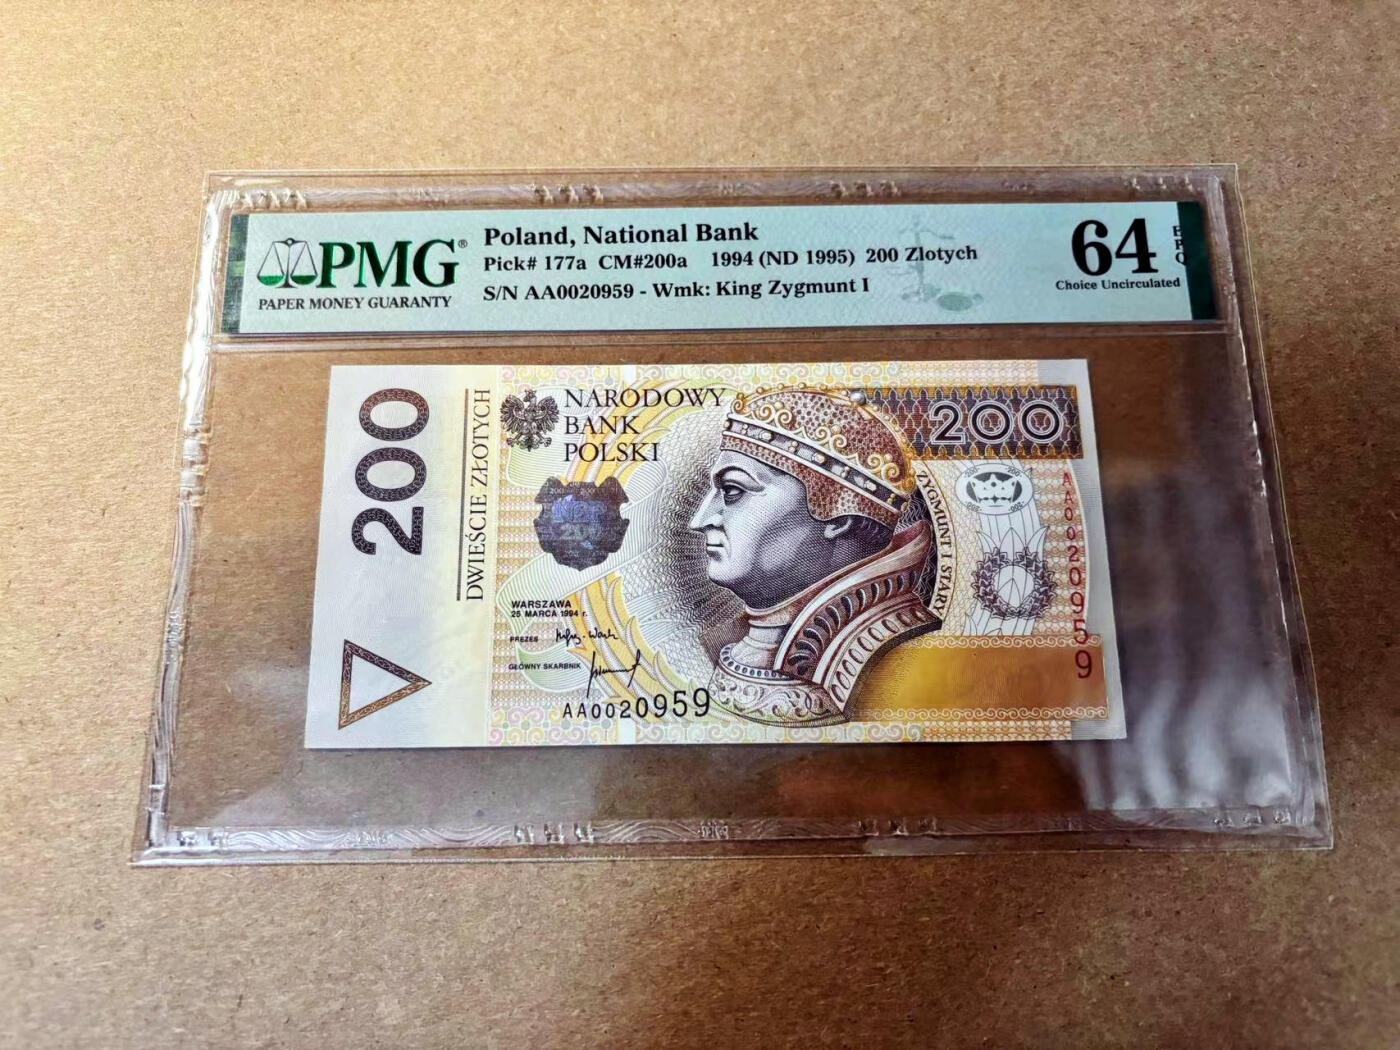 PMG®
PAPER MONEY GUARANTY
Poland, National Bank
Pick# 177a CM#200a 1994 (ND 1995) 200 Zlotych
S/N AA0020959 - Wmk: King Zygmunt I
64
EPQ
Choice Uncirculated
200
DWIEŚCIE ZŁOTYCH
NARODOWY
BANK
POLSKI
200
ZYGMUNT I STARY
AA0020959
WARSZAWA
25 MARCA 1994 r.
PREZES
GŁÓWNY SKARBNIK
AA0020959